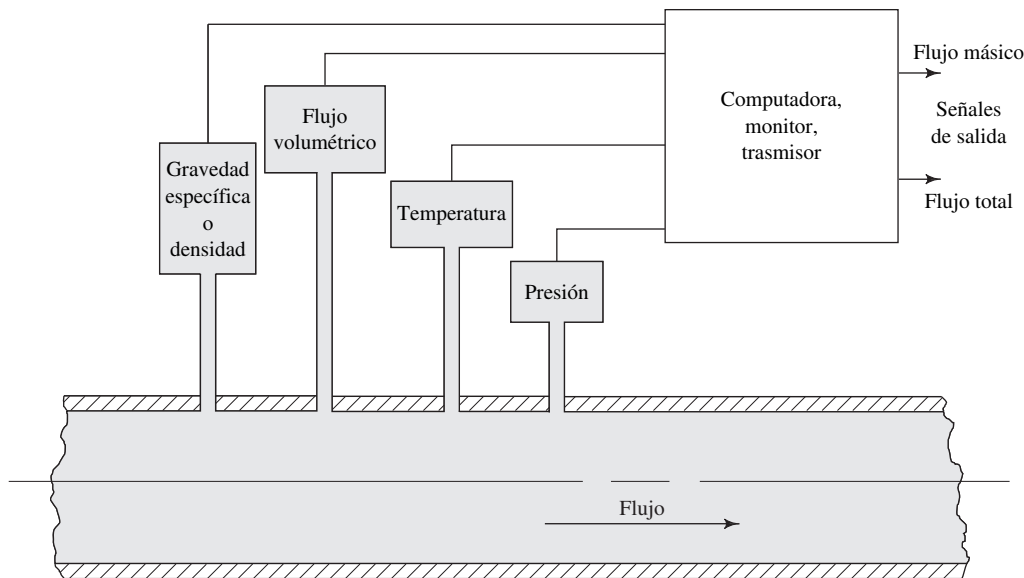 Gravedad
específica
o
densidad
Flujo
volumétrico
Temperatura
Presión
Computadora,
monitor,
trasmisor
Flujo másico
Señales
de salida
Flujo total
Flujo